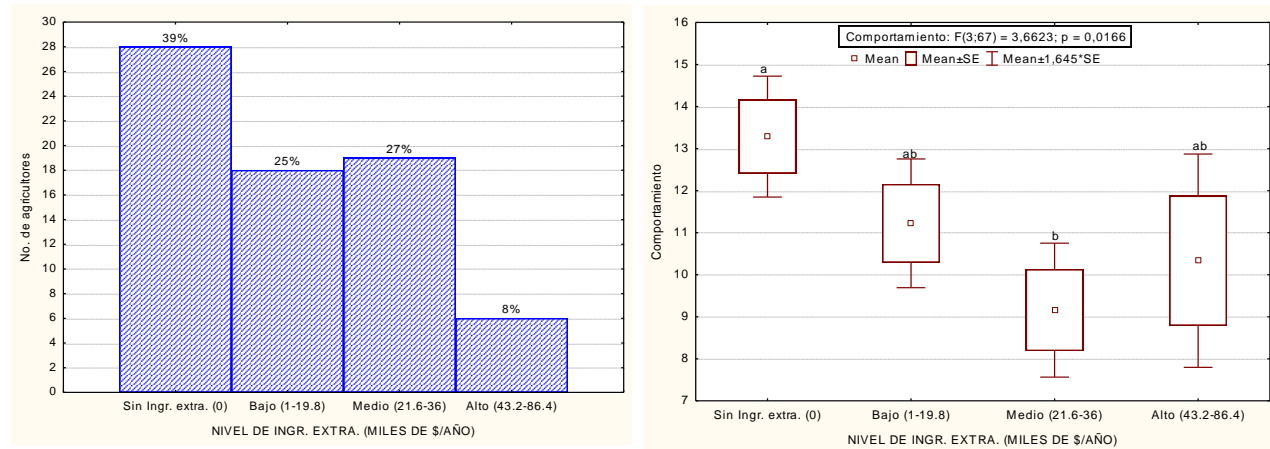 30
28
26
24
22
20
18
16
14
12
10
8
6
4
2
0
No. de agricultores
39%
25%
27%
8%
Sin Ingr. extra. (0) Bajo (1-19.8) Medio (21.6-36) Alto (43.2-86.4)
NIVEL DE INGR. EXTRA. (MILES DE $/AÑO)
Comportamiento: F(3;67) = 3,6623; p = 0,0166
Mean Mean±SE Mean±1,645*SE
16
15
14
13
12
11
10
9
8
7
Comportamiento
a
ab
b
ab
Sin Ingr. extra. (0) Bajo (1-19.8) Medio (21.6-36) Alto (43.2-86.4)
NIVEL DE INGR. EXTRA. (MILES DE $/AÑO)